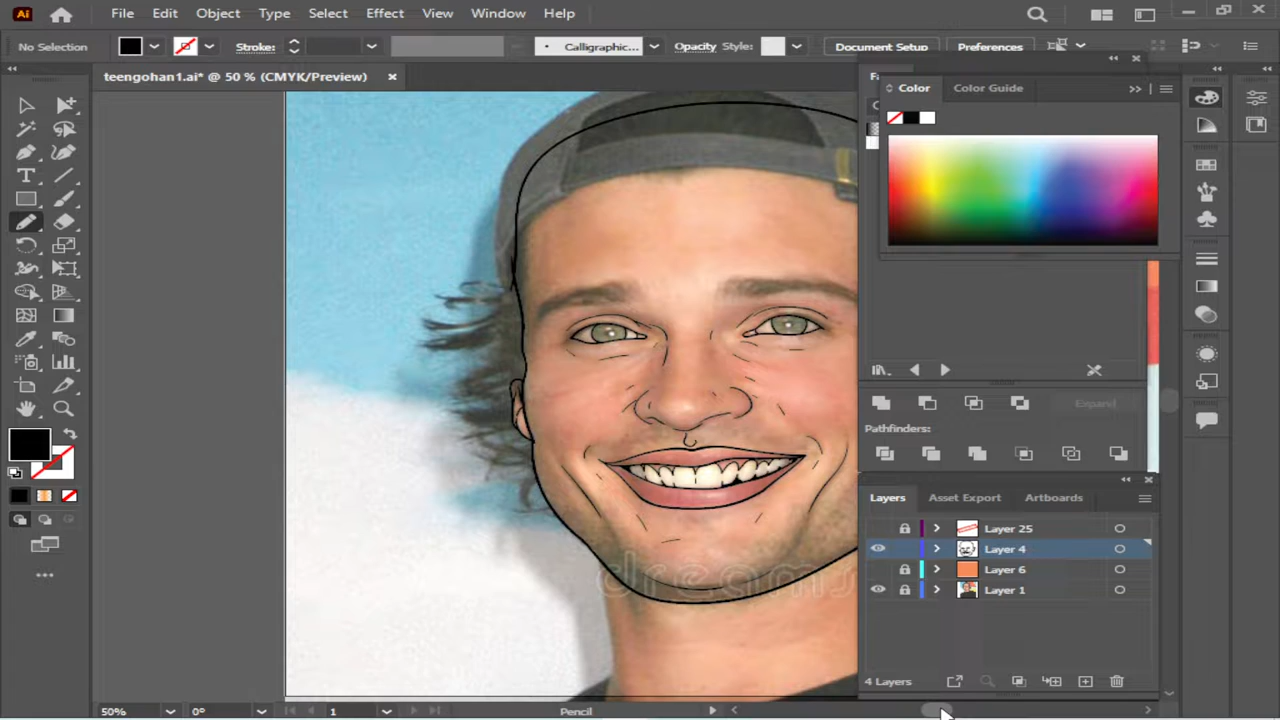 Ai File Edit Object Type Select Effect View Window Help
No Selection Stroke: Calligraphic... Opacity Style: Document Setup Preferences
teengohan1.ai* @ 50 % (CMYK/Preview)
Color Color Guide
Expand
Pathfinders:
Layers Asset Export Artboards
Layer 25
Layer 4
Layer 6
Layer 1
dreams
4 Layers
50% 0° 1 Pencil